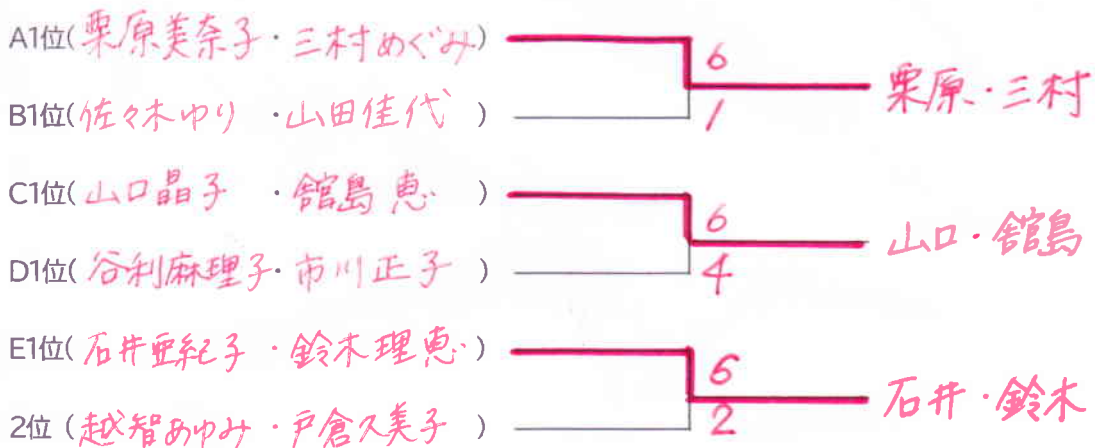 A1位(栗原美奈子・三村めぐみ)
6
栗原・三村
1
B1位(佐々木ゆり ・山田佳代 )
C1位(山口晶子 ・舘島 恵 )
6
山口・舘島
4
D1位(谷利麻理子・市川正子 )
E1位(石井亜紀子・鈴木理恵)
6
石井・鈴木
2
2位 (越智あゆみ・戸倉久美子 )